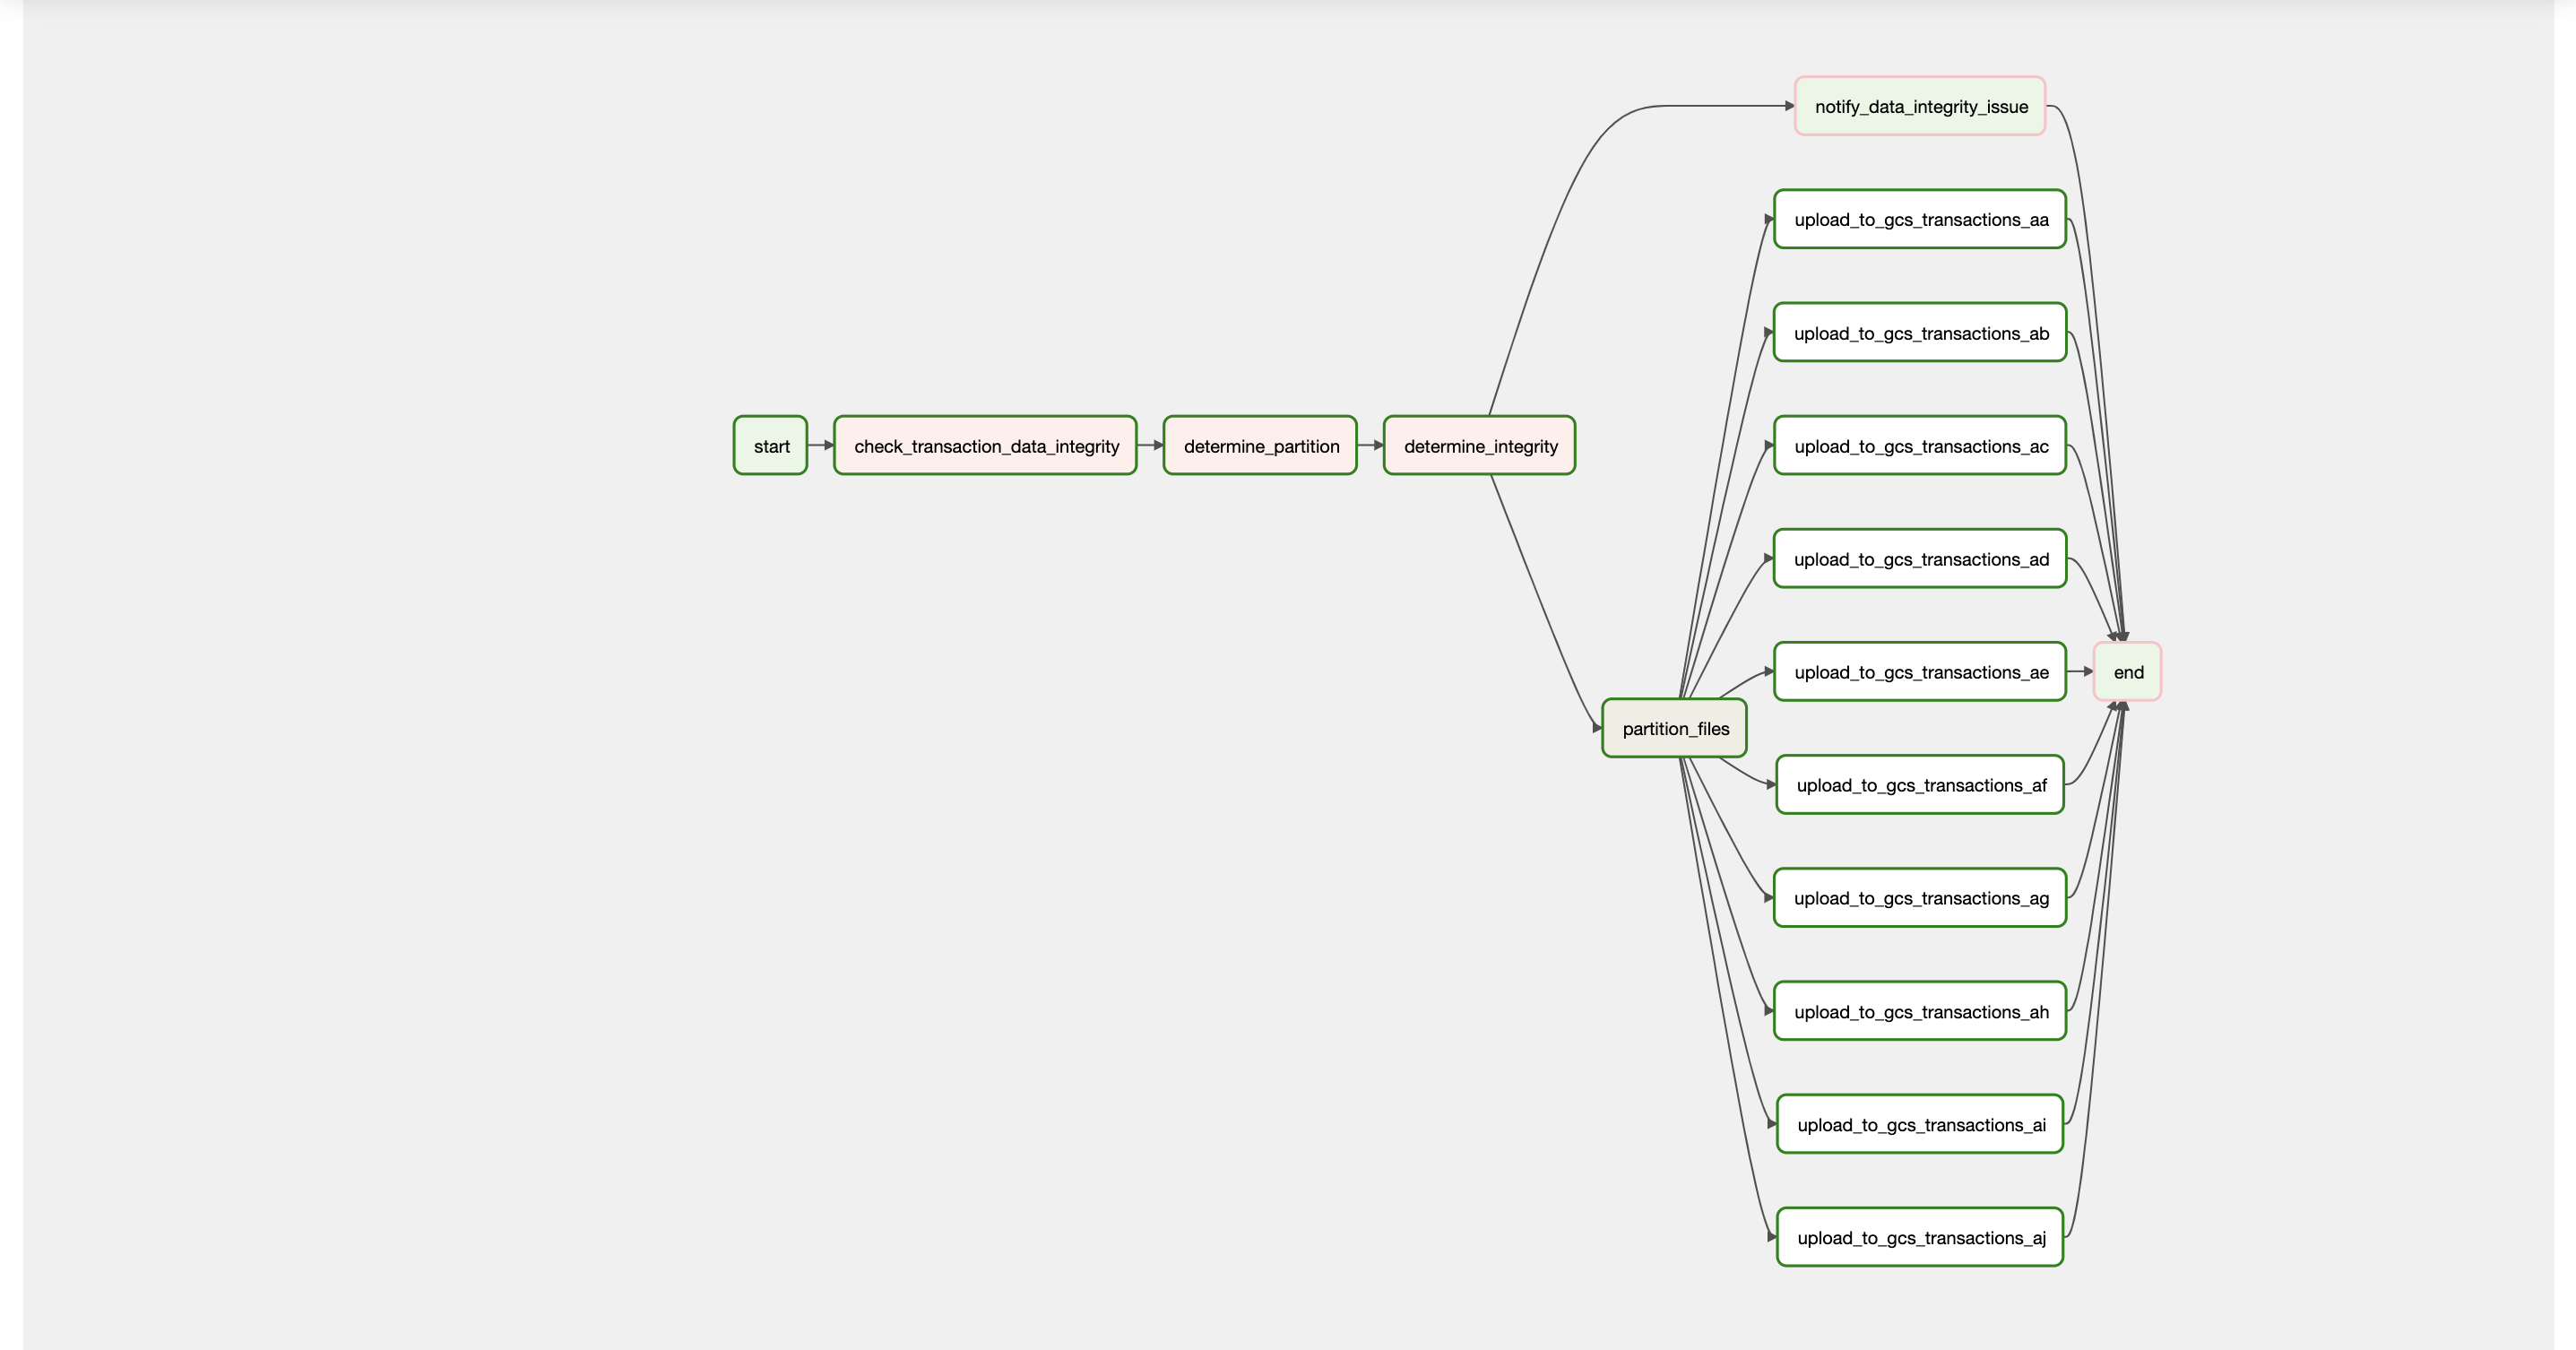 start
check_transaction_data_integrity
determine_partition
determine_integrity
notify_data_integrity_issue
partition_files
upload_to_gcs_transactions_aa
upload_to_gcs_transactions_ab
upload_to_gcs_transactions_ac
upload_to_gcs_transactions_ad
upload_to_gcs_transactions_ae
upload_to_gcs_transactions_af
upload_to_gcs_transactions_ag
upload_to_gcs_transactions_ah
upload_to_gcs_transactions_ai
upload_to_gcs_transactions_aj
end